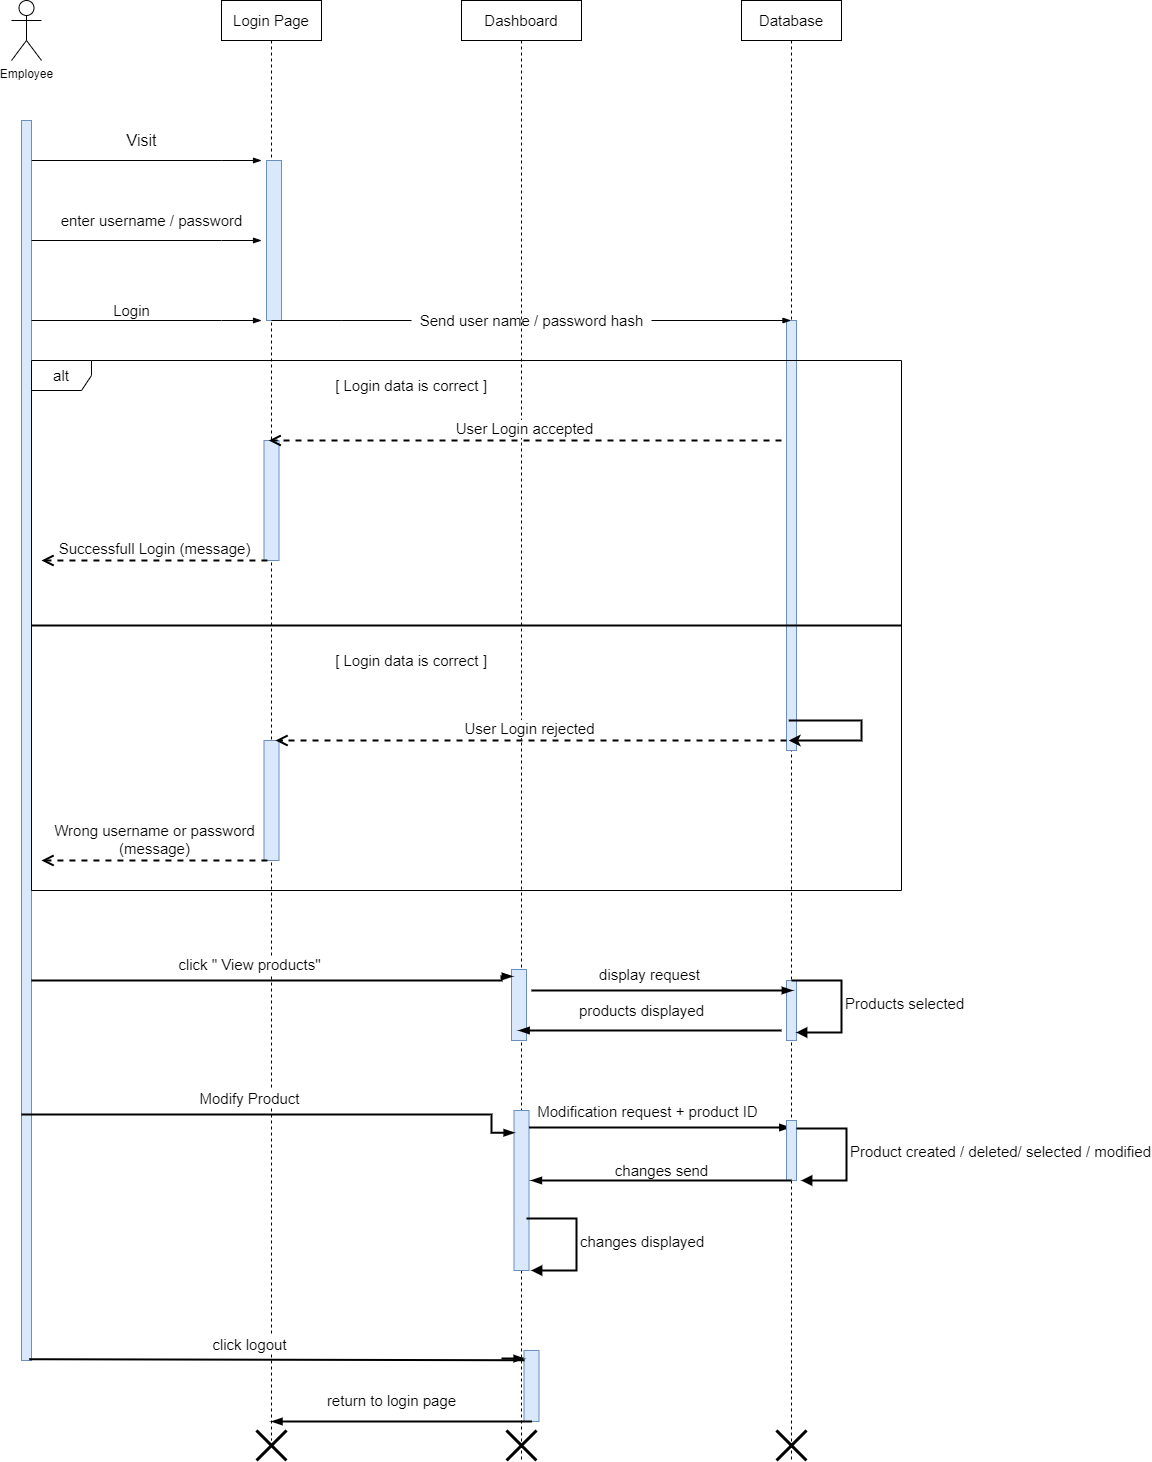 Login Page
Dashboard
Database
Employee
Visit
enter username / password
Login
Send user name / password hash
alt
[ Login data is correct ]
User Login accepted
Successfull Login (message)
[ Login data is correct ]
User Login rejected
Wrong username or password
(message)
click " View products"
display request
Products selected
products displayed
Modify Product
Modification request + product ID
Product created / deleted/ selected / modified
changes send
changes displayed
click logout
return to login page